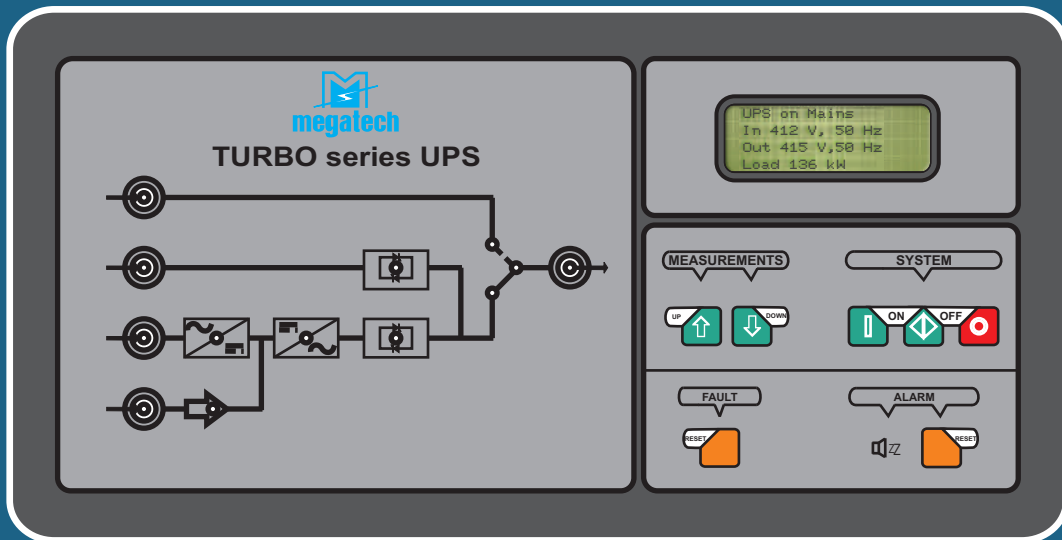 megatech
TURBO series UPS
UPS on Mains
In 412 V, 50 Hz
Out 415 V,50 Hz
Load 136 kW
MEASUREMENTS
SYSTEM
UP
DOWN
ON
OFF
FAULT
ALARM
RESET
ZZ
RESET